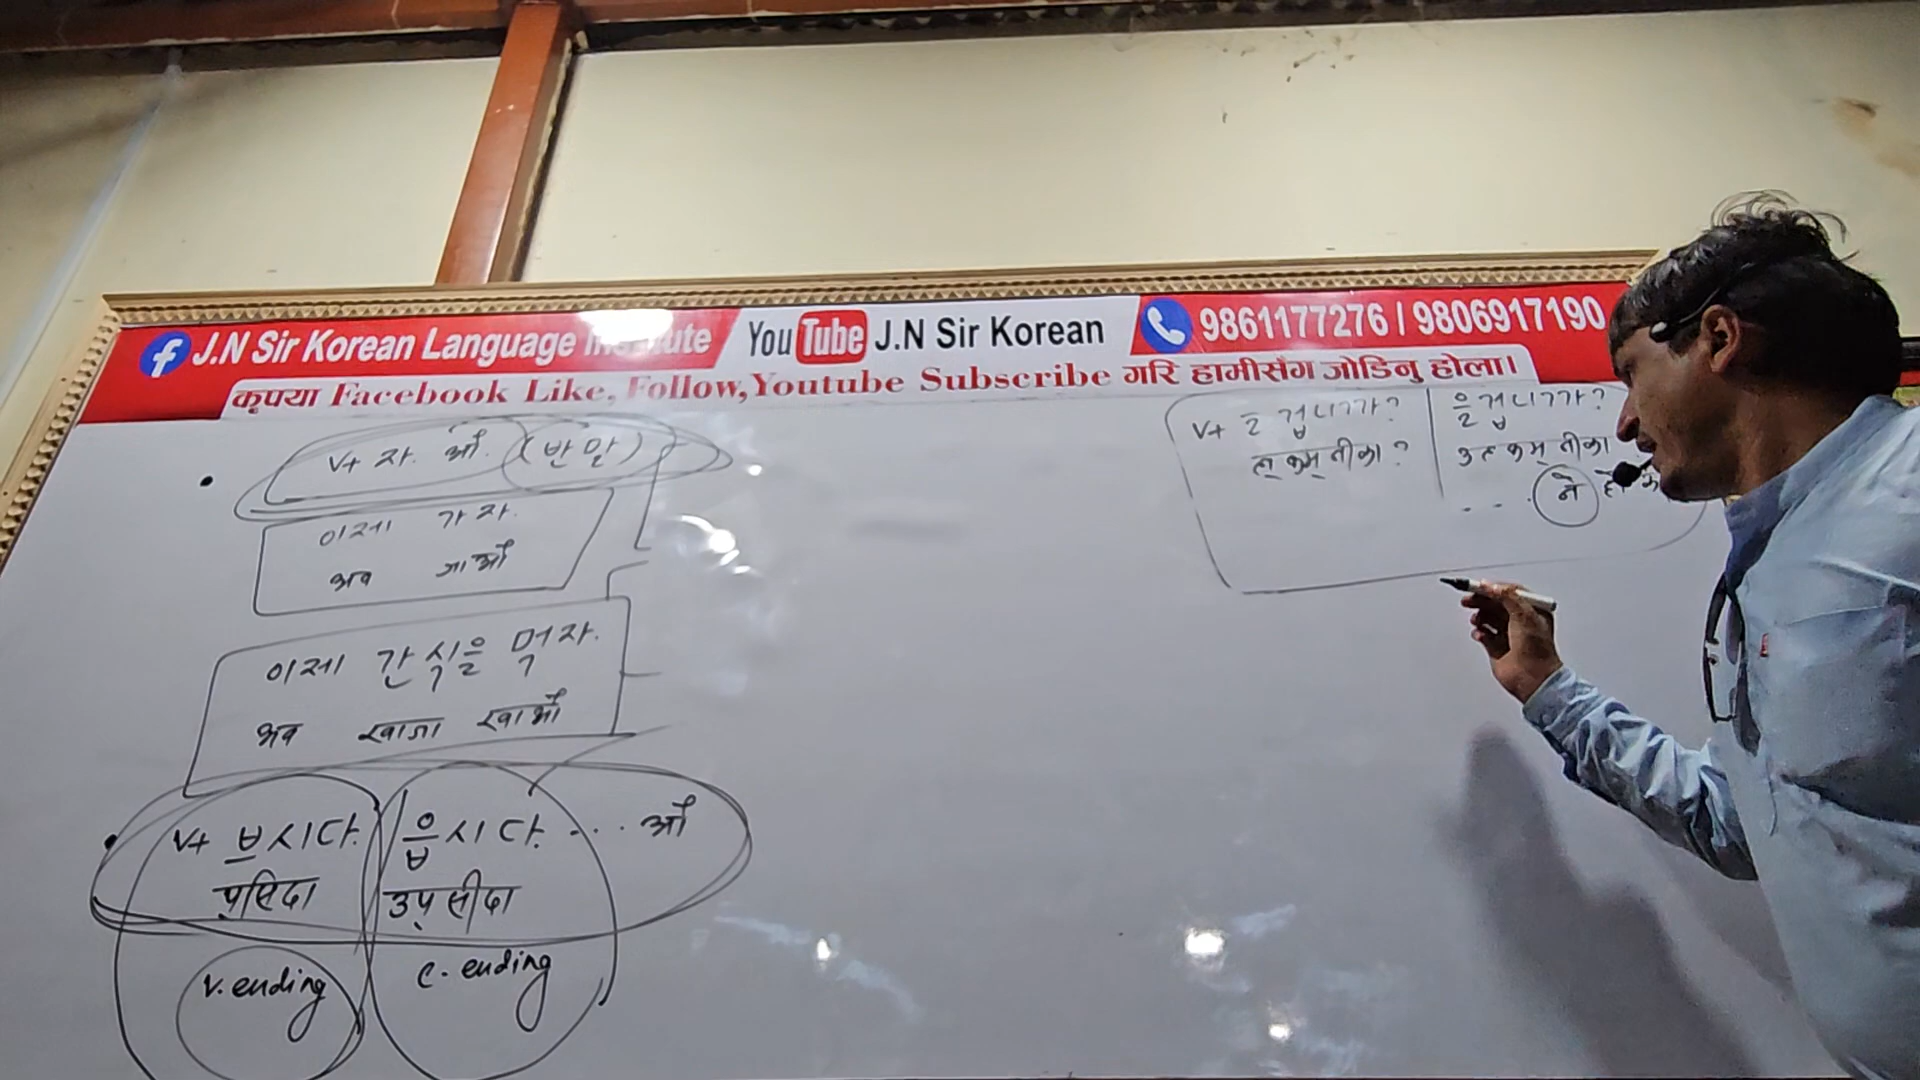 J.N Sir Korean Language Institute You Tube J.N Sir Korean 9861177276 / 9806917190
कृपया Facebook Like, Follow,Youtube Subscribe गरि हामीसँग जोडिनु होला।
V+ 자. औं. (반말)
이제 가자.
अब जाऔं
이제 간식을 먹자.
अब खाजा खाऔं
V+ ㅂ시다. 읍시다. ... औं
प्सिदा उप्सीदा
V. ending C. ending
V+ ㄹ 겁니까? 을 겁니까?
ल् कम् नीका? उल कम् नीका
... ने